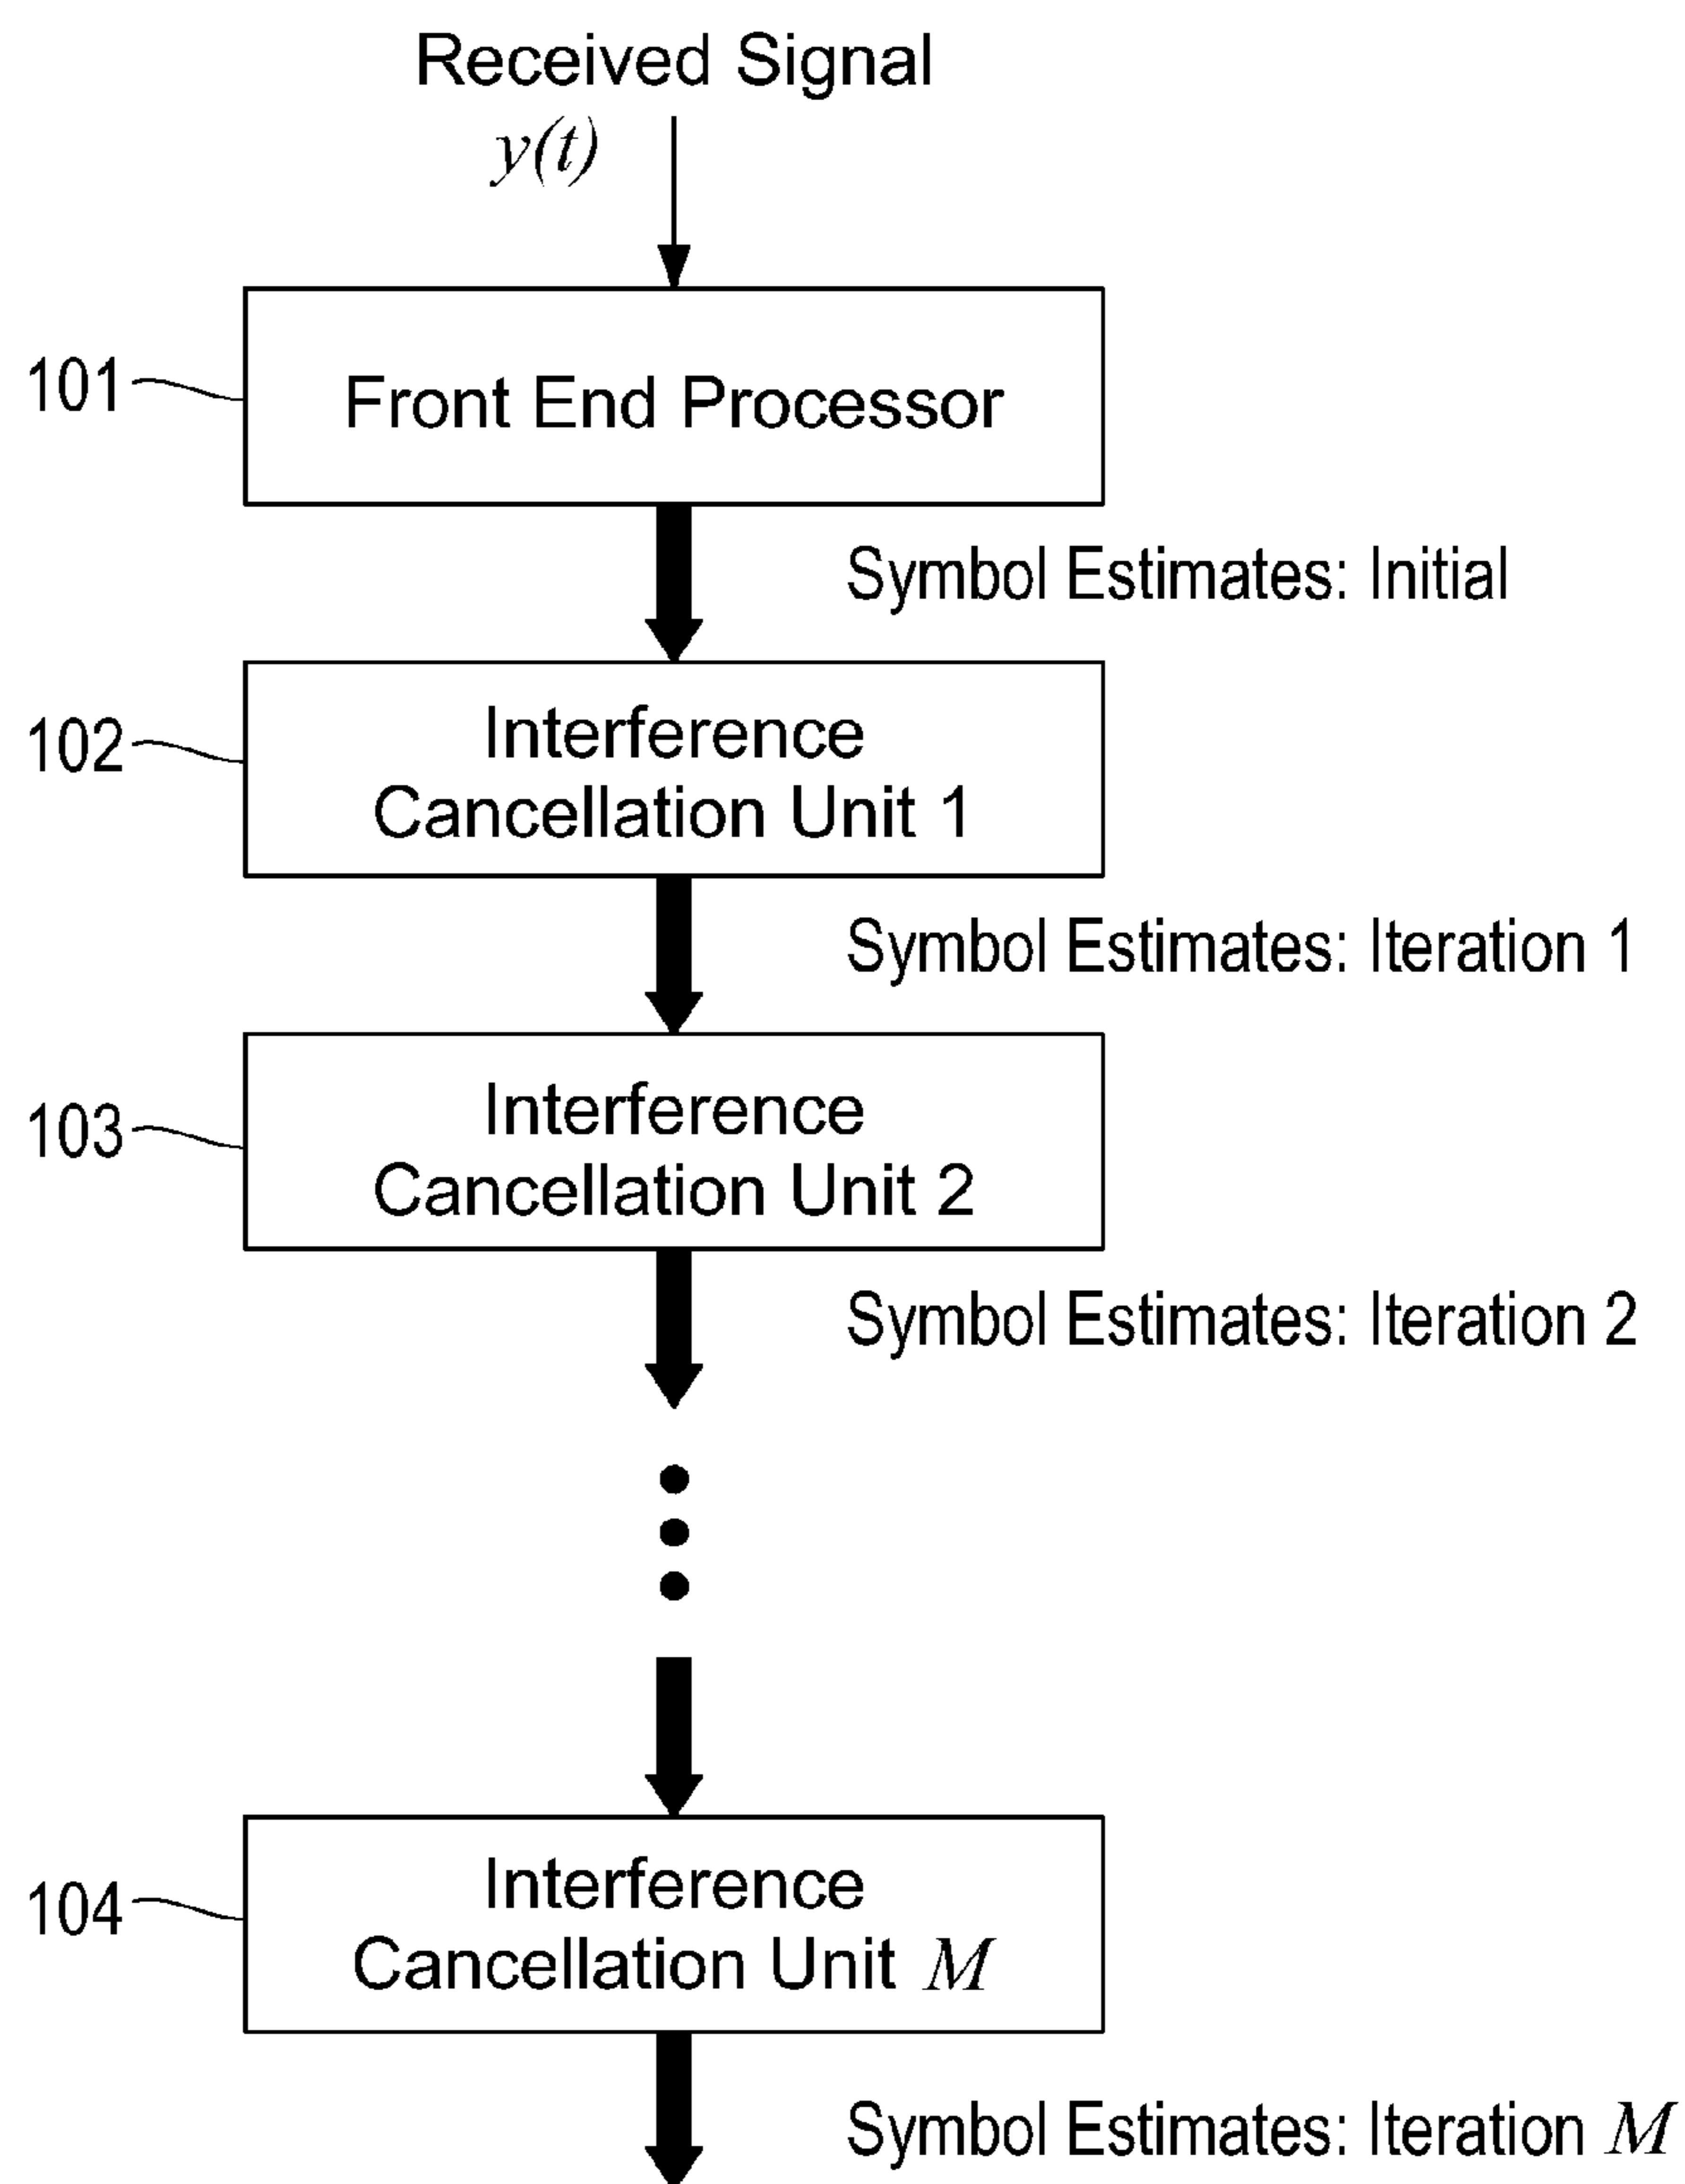 Received Signal
y(t)
101
Front End Processor
Symbol Estimates: Initial
102
Interference
Cancellation Unit 1
Symbol Estimates: Iteration 1
103
Interference
Cancellation Unit 2
Symbol Estimates: Iteration 2
104
Interference
Cancellation Unit M
Symbol Estimates: Iteration M